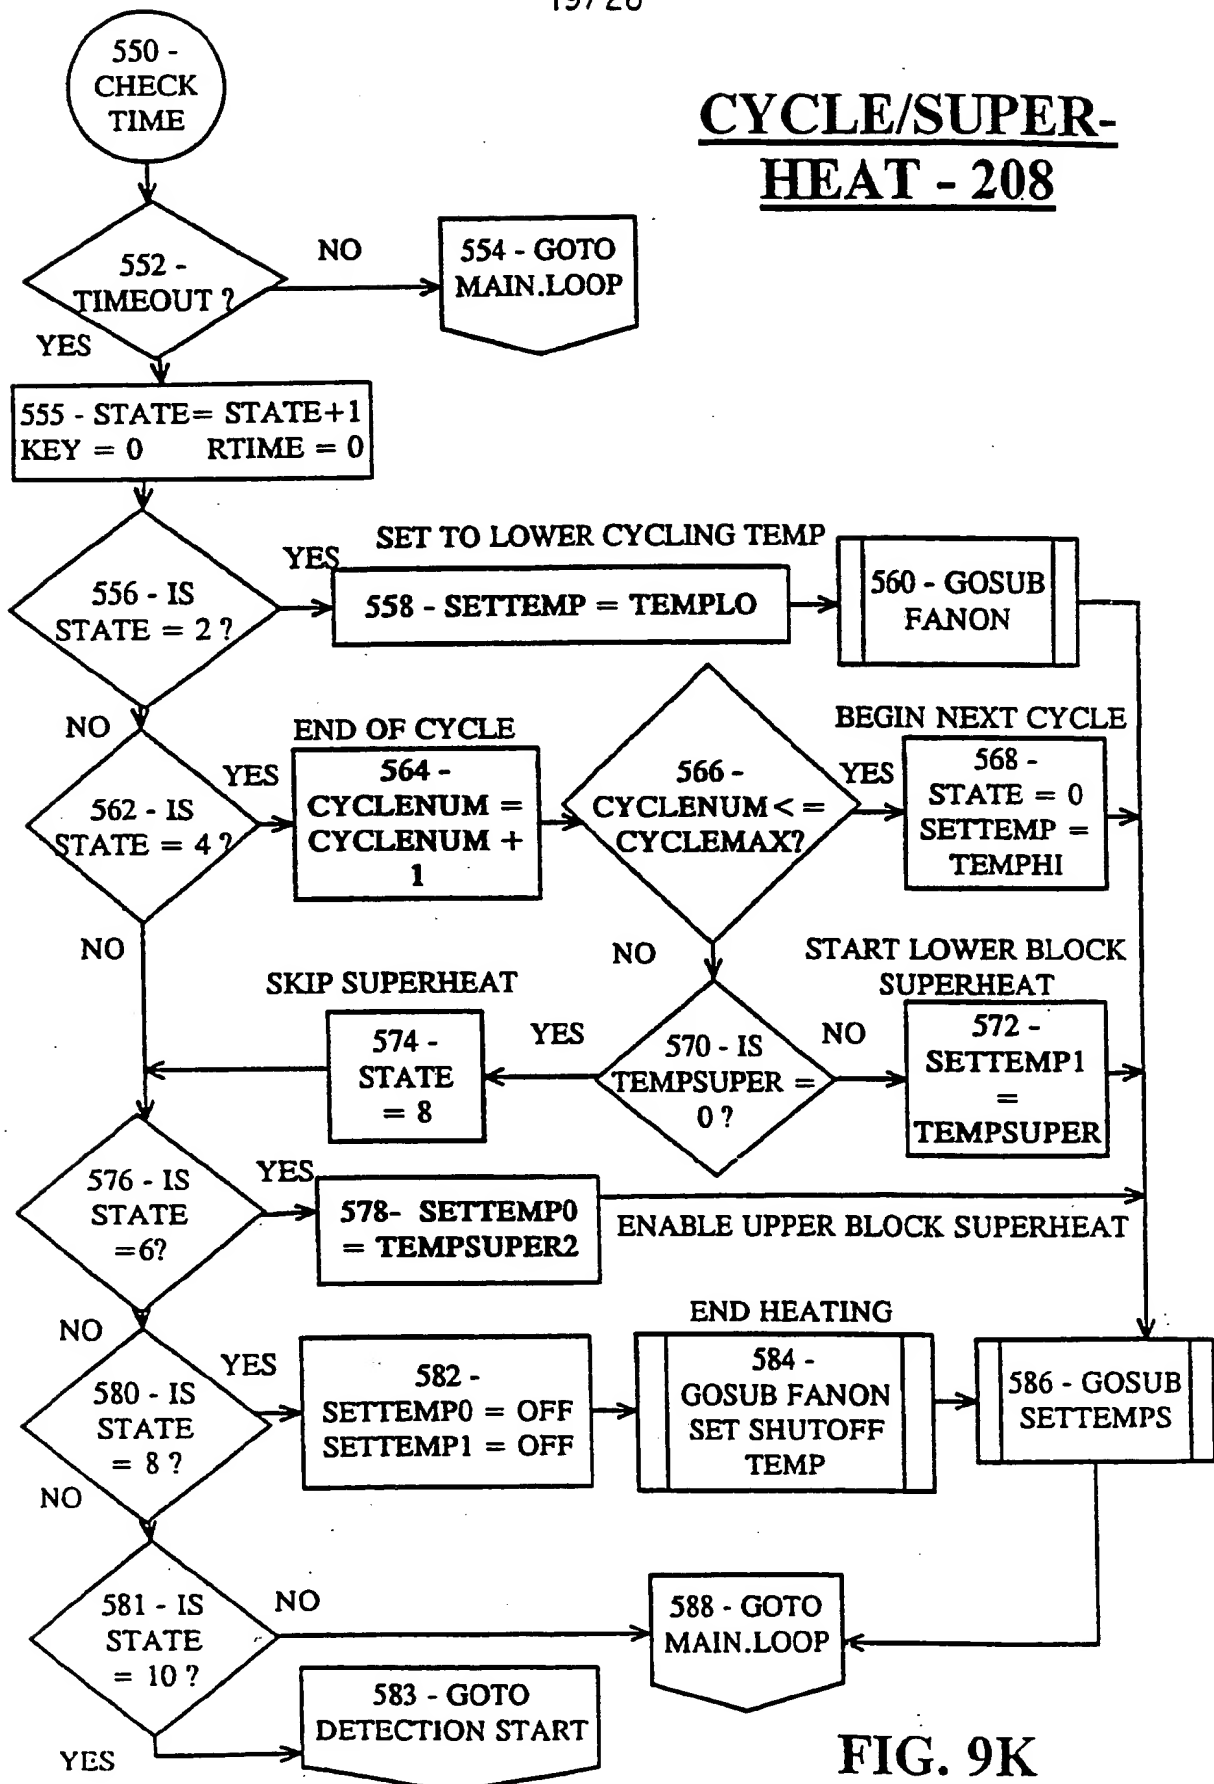 550 -
CHECK
TIME
CYCLE/SUPER-
HEAT - 208
552 -
TIMEOUT ?
NO
554 - GOTO
MAIN.LOOP
YES
555 - STATE= STATE+1
KEY = 0 RTIME = 0
556 - IS
STATE = 2 ?
YES
SET TO LOWER CYCLING TEMP
558 - SETTEMP = TEMPLO
560 - GOSUB
FANON
NO
562 - IS
STATE = 4 ?
YES
END OF CYCLE
564 -
CYCLENUM =
CYCLENUM +
1
566 -
CYCLENUM < =
CYCLEMAX?
YES
BEGIN NEXT CYCLE
568 -
STATE = 0
SETTEMP =
TEMPHI
NO
NO
START LOWER BLOCK
SUPERHEAT
SKIP SUPERHEAT
574 -
STATE
= 8
YES
570 - IS
TEMPSUPER =
0 ?
NO
572 -
SETTEMP1
=
TEMPSUPER
576 - IS
STATE
=6?
YES
578- SETTEMP0
= TEMPSUPER2
ENABLE UPPER BLOCK SUPERHEAT
NO
580 - IS
STATE
= 8 ?
YES
582 -
SETTEMP0 = OFF
SETTEMP1 = OFF
END HEATING
584 -
GOSUB FANON
SET SHUTOFF
TEMP
586 - GOSUB
SETTEMPS
NO
581 - IS
STATE
= 10 ?
NO
588 - GOTO
MAIN.LOOP
YES
583 - GOTO
DETECTION START
FIG. 9K